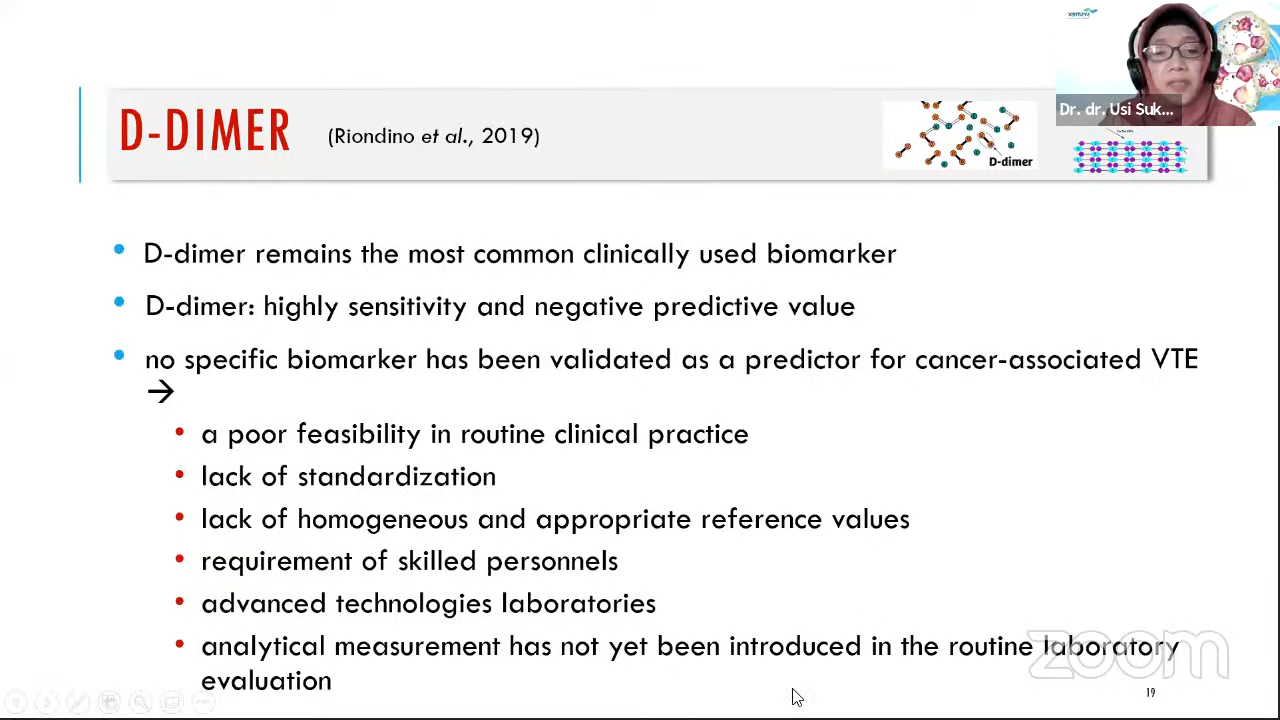 sysmex
D-DIMER (Riondino et al., 2019)
D-dimer
Dr. dr. Usi Suk...
• D-dimer remains the most common clinically used biomarker
• D-dimer: highly sensitivity and negative predictive value
• no specific biomarker has been validated as a predictor for cancer-associated VTE
→
• a poor feasibility in routine clinical practice
• lack of standardization
• lack of homogeneous and appropriate reference values
• requirement of skilled personnels
• advanced technologies laboratories
• analytical measurement has not yet been introduced in the routine laboratory
evaluation
zoom
19